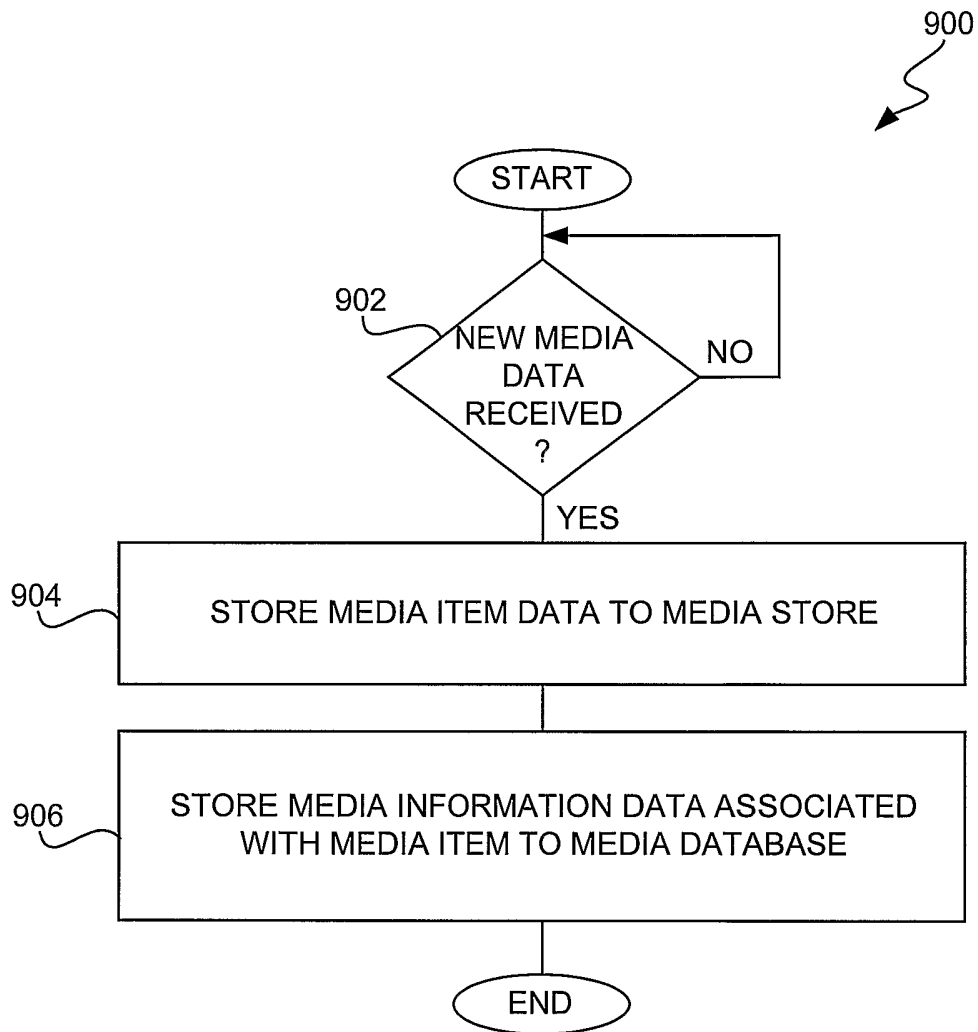 900
START
902
NEW MEDIA
DATA
RECEIVED
?
NO
YES
904
STORE MEDIA ITEM DATA TO MEDIA STORE
906
STORE MEDIA INFORMATION DATA ASSOCIATED
WITH MEDIA ITEM TO MEDIA DATABASE
END